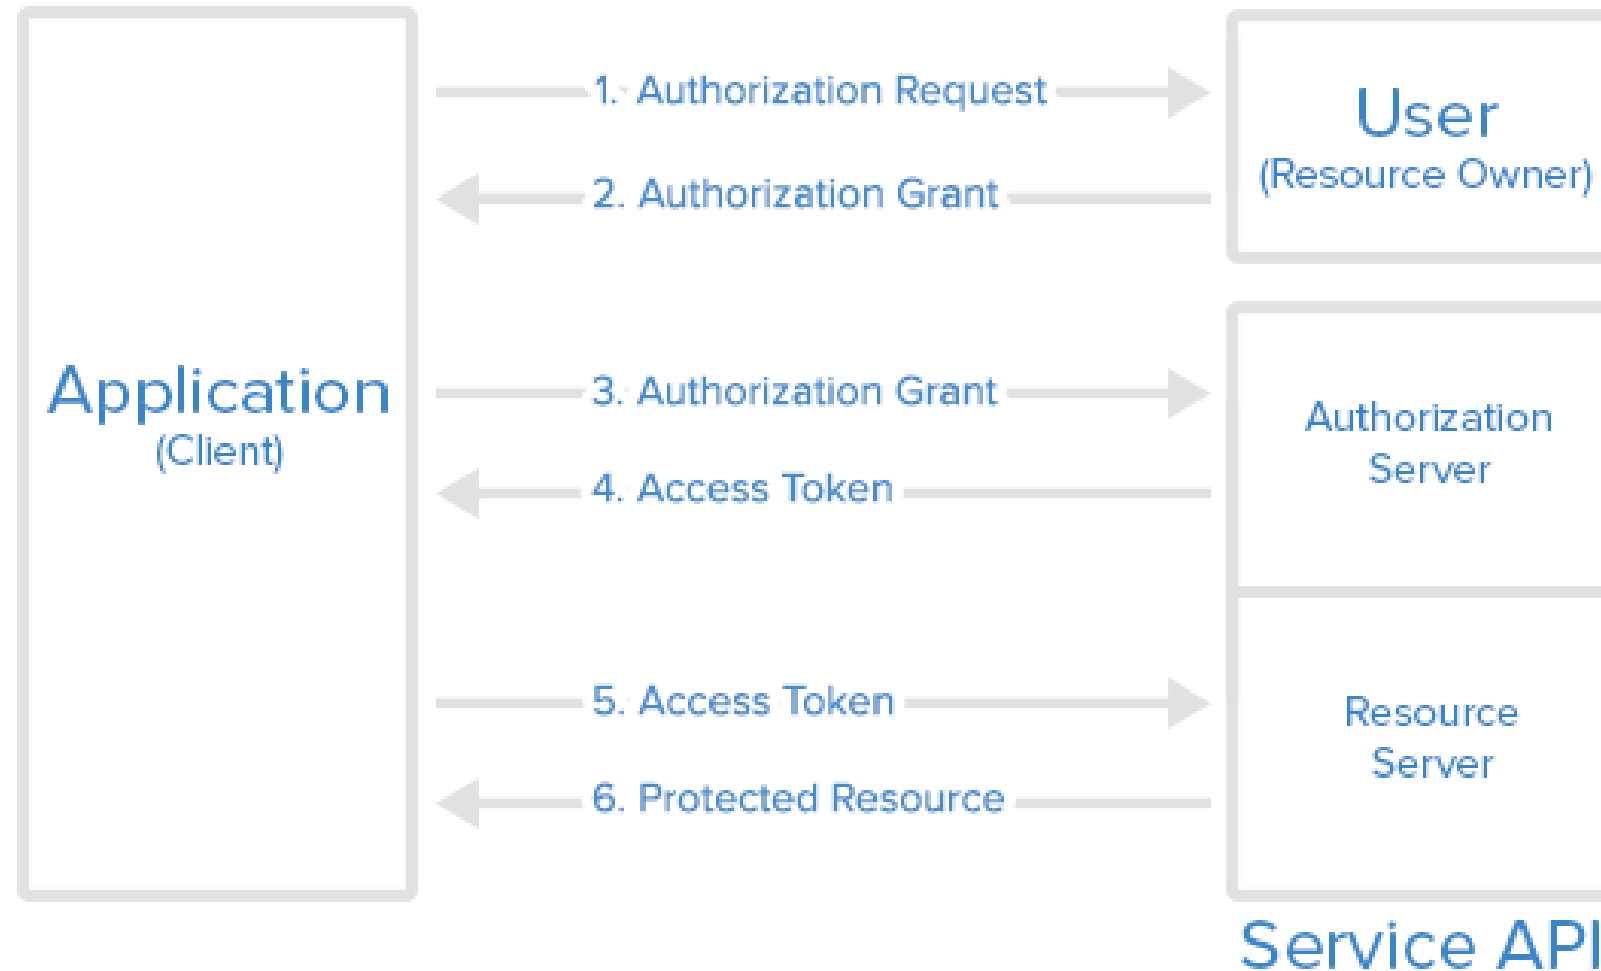 Application
(Client)
1. Authorization Request
2. Authorization Grant
3. Authorization Grant
4. Access Token
5. Access Token
6. Protected Resource
User
(Resource Owner)
Authorization
Server
Resource
Server
Service API